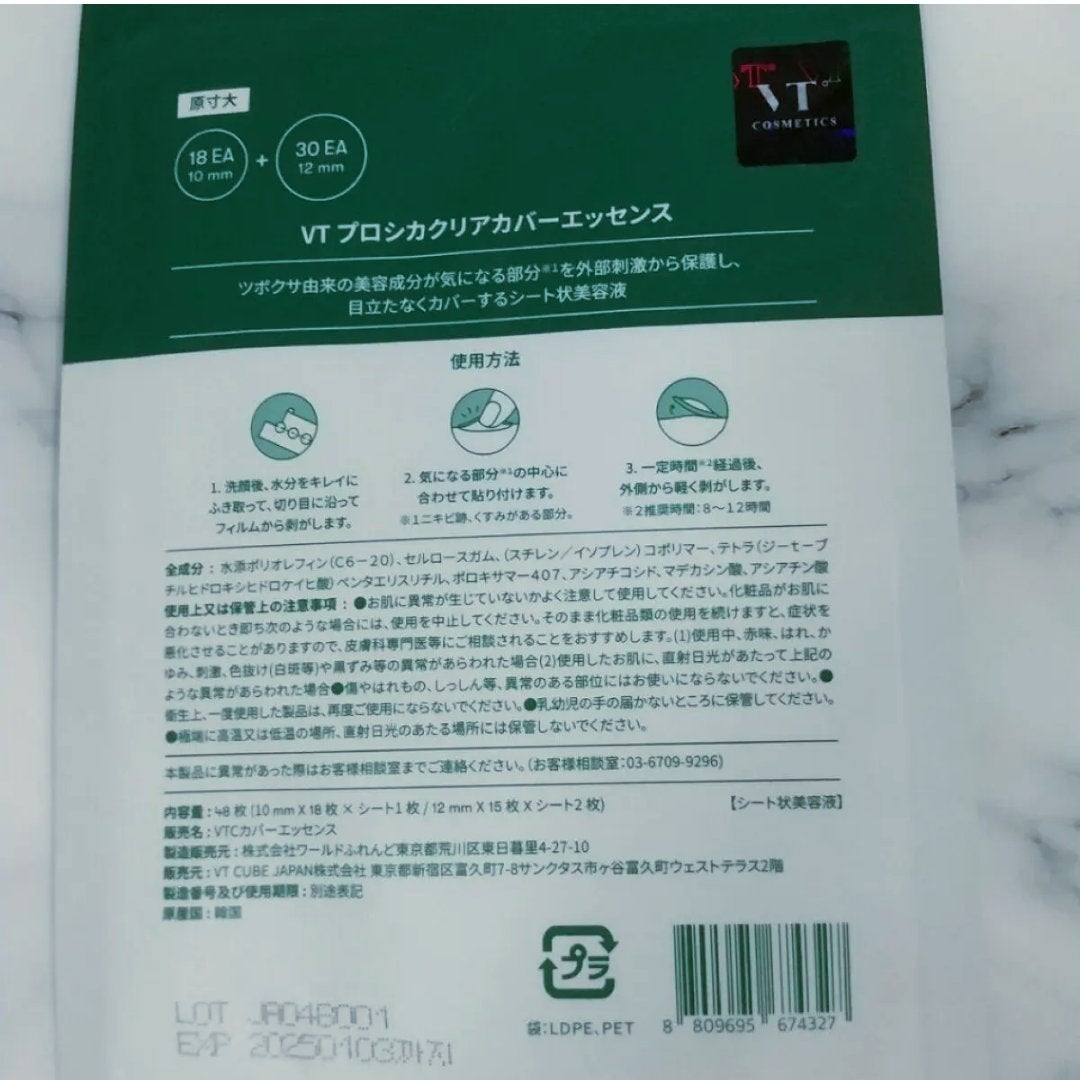 原寸大
18 EA
10 mm
+
30 EA
12 mm
VT
COSMETICS
VT プロシカクリアカバーエッセンス
ツボクサ由来の美容成分が気になる部分※1を外部刺激から保護し、
目立たなくカバーするシート状美容液
使用方法
1. 洗顔後、水分をキレイに
ふき取って、切り目に沿って
フィルムから剥がします。
2. 気になる部分※1の中心に
合わせて貼り付けます。
※1ニキビ跡、くすみがある部分。
3. 一定時間※2経過後、
外側から軽く剥がします。
※2推奨時間：8～12時間
全成分：水添ポリオレフィン（C6－20）、セルロースガム、（スチレン／イソプレン）コポリマー、テトラ（ジーtーブ
チルヒドロキシヒドロケイヒ酸）ペンタエリスリチル、ポロキサマー407、アシアチコシド、マデカシン酸、アシアチン酸
使用上又は保管上の注意事項：●お肌に異常が生じていないかよく注意して使用してください。化粧品がお肌に
合わないとき即ち次のような場合には、使用を中止してください。そのまま化粧品類の使用を続けますと、症状を
悪化させることがありますので、皮膚科専門医等にご相談されることをおすすめします。(1)使用中、赤味、はれ、か
ゆみ、刺激、色抜け(白斑等)や黒ずみ等の異常があらわれた場合(2)使用したお肌に、直射日光があたって上記の
ような異常があらわれた場合●傷やはれもの、しっしん等、異常のある部位にはお使いにならないでください。●
衛生上、一度使用した製品は、再度ご使用にならないでください。●乳幼児の手の届かないところに保管してください。
●極端に高温又は低温の場所、直射日光のあたる場所には保管しないでください。
本製品に異常があった際はお客様相談室までご連絡ください。（お客様相談室：03-6709-9296）
内容量：48 枚 (10 mm X 18 枚 × シート1 枚 / 12 mm X 15 枚 X シート2 枚)
【シート状美容液】
販売名：VTCカバーエッセンス
製造販売元：株式会社ワールドふれんど東京都荒川区東日暮里4-27-10
販売元：VT CUBE JAPAN株式会社 東京都新宿区富久町7-8サンクタス市ヶ谷富久町ウェストテラス2階
製造番号及び使用期限：別途表記
原産国：韓国
プラ
袋：LDPE、PET
8 809695 674327
LOT JA048001
EXP 20250103까지